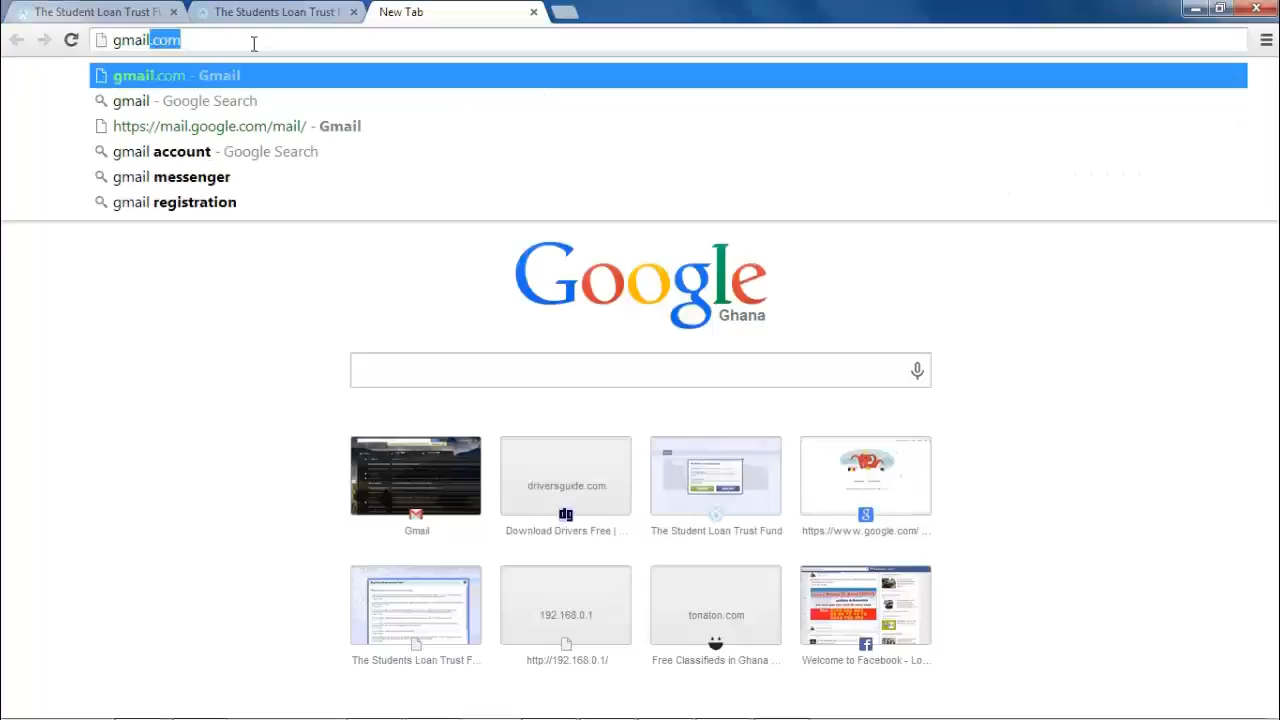 The Student Loan Trust Fu
The Students Loan Trust
New Tab
gmail.com
gmail.com - Gmail
gmail - Google Search
https://mail.google.com/mail/ - Gmail
gmail account - Google Search
gmail messenger
gmail registration
Google
Ghana
driversguide.com
dg
g
Gmail
Download Drivers Free | ...
The Student Loan Trust Fund
https://www.google.com/ ...
192.168.0.1
tonaton.com
f
The Students Loan Trust F...
http://192.168.0.1/
Free Classifieds in Ghana ...
Welcome to Facebook - Lo...